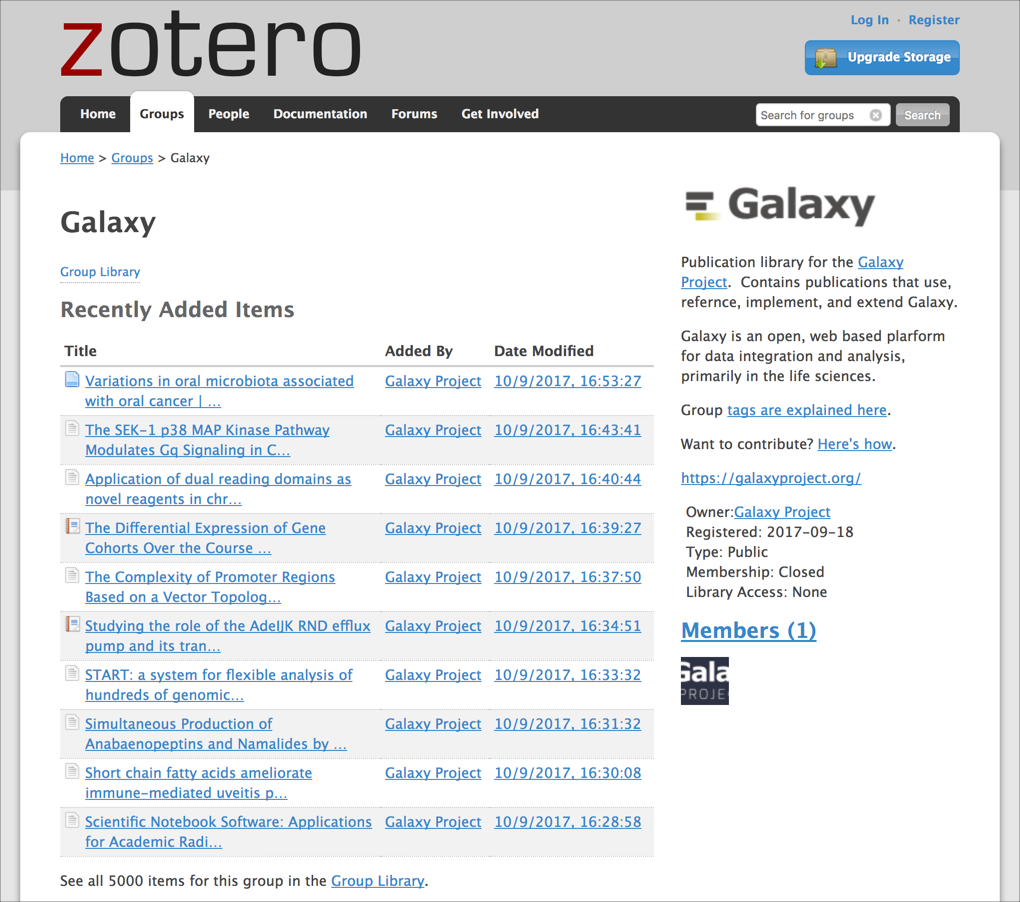 zotero
Log In · Register
Upgrade Storage
Home Groups People Documentation Forums Get Involved
Search for groups Search
Home > Groups > Galaxy
Galaxy
Group Library
Recently Added Items
Title Added By Date Modified
Variations in oral microbiota associated
with oral cancer | ...
Galaxy Project 10/9/2017, 16:53:27
The SEK-1 p38 MAP Kinase Pathway
Modulates Gq Signaling in C...
Galaxy Project 10/9/2017, 16:43:41
Application of dual reading domains as
novel reagents in chr...
Galaxy Project 10/9/2017, 16:40:44
The Differential Expression of Gene
Cohorts Over the Course ...
Galaxy Project 10/9/2017, 16:39:27
The Complexity of Promoter Regions
Based on a Vector Topolog...
Galaxy Project 10/9/2017, 16:37:50
Studying the role of the AdeIJK RND efflux
pump and its tran...
Galaxy Project 10/9/2017, 16:34:51
START: a system for flexible analysis of
hundreds of genomic...
Galaxy Project 10/9/2017, 16:33:32
Simultaneous Production of
Anabaenopeptins and Namalides by ...
Galaxy Project 10/9/2017, 16:31:32
Short chain fatty acids ameliorate
immune-mediated uveitis p...
Galaxy Project 10/9/2017, 16:30:08
Scientific Notebook Software: Applications
for Academic Radi...
Galaxy Project 10/9/2017, 16:28:58
See all 5000 items for this group in the Group Library.
Galaxy
Publication library for the Galaxy
Project. Contains publications that use,
refernce, implement, and extend Galaxy.
Galaxy is an open, web based plarform
for data integration and analysis,
primarily in the life sciences.
Group tags are explained here.
Want to contribute? Here's how.
https://galaxyproject.org/
Owner:Galaxy Project
Registered: 2017-09-18
Type: Public
Membership: Closed
Library Access: None
Members (1)
Gala
PROJE